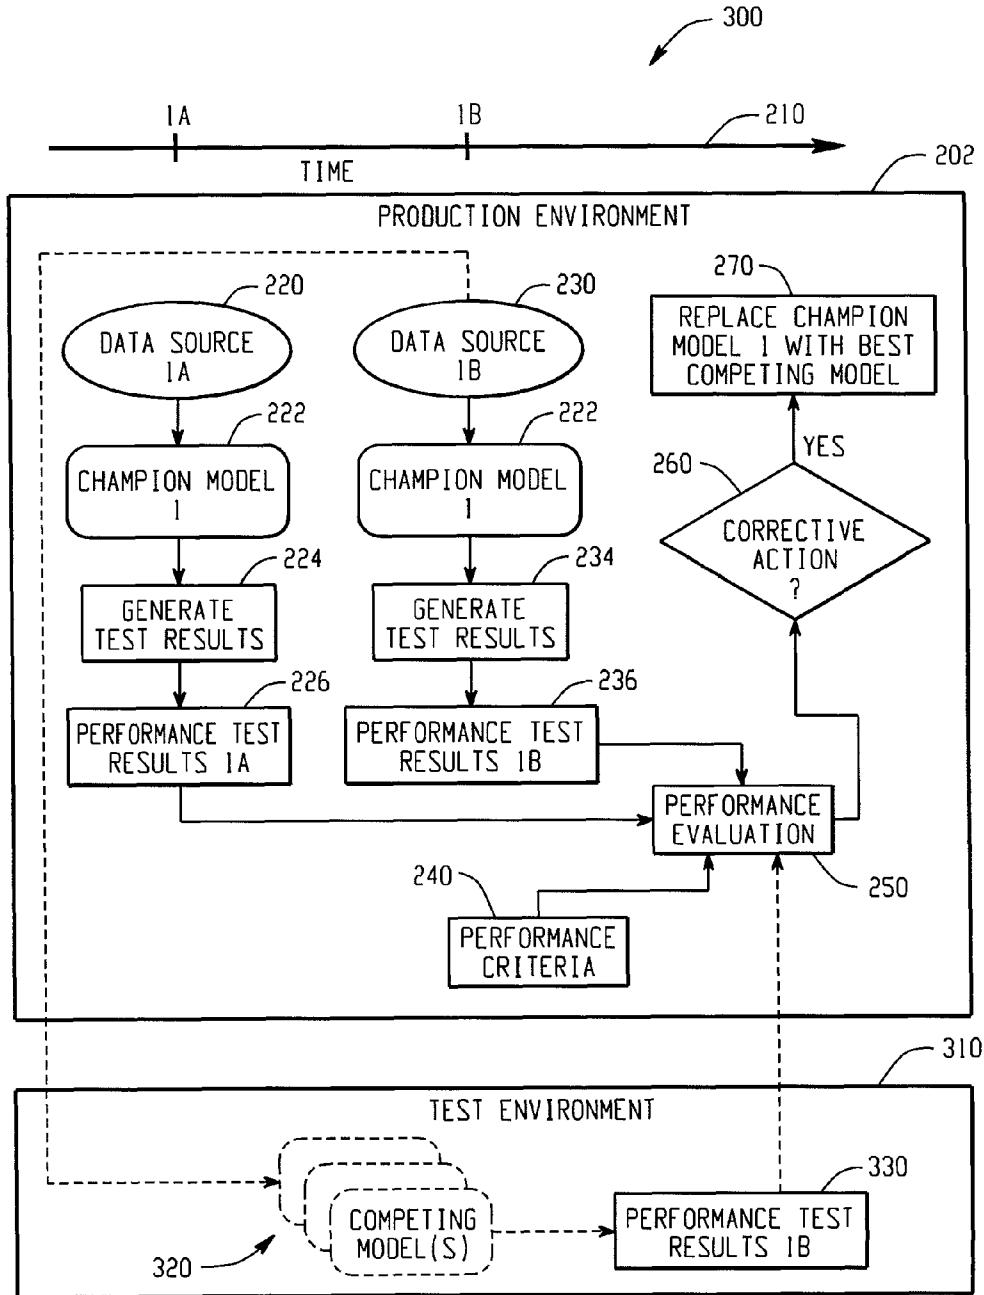 300
1A
1B
210
TIME
202
PRODUCTION ENVIRONMENT
220
DATA SOURCE
1A
222
CHAMPION MODEL
1
224
GENERATE
TEST RESULTS
226
PERFORMANCE TEST
RESULTS 1A
230
DATA SOURCE
1B
222
CHAMPION MODEL
1
234
GENERATE
TEST RESULTS
236
PERFORMANCE TEST
RESULTS 1B
270
REPLACE CHAMPION
MODEL 1 WITH BEST
COMPETING MODEL
YES
260
CORRECTIVE
ACTION
?
PERFORMANCE
EVALUATION
250
240
PERFORMANCE
CRITERIA
310
TEST ENVIRONMENT
COMPETING
MODEL(S)
320
330
PERFORMANCE TEST
RESULTS 1B